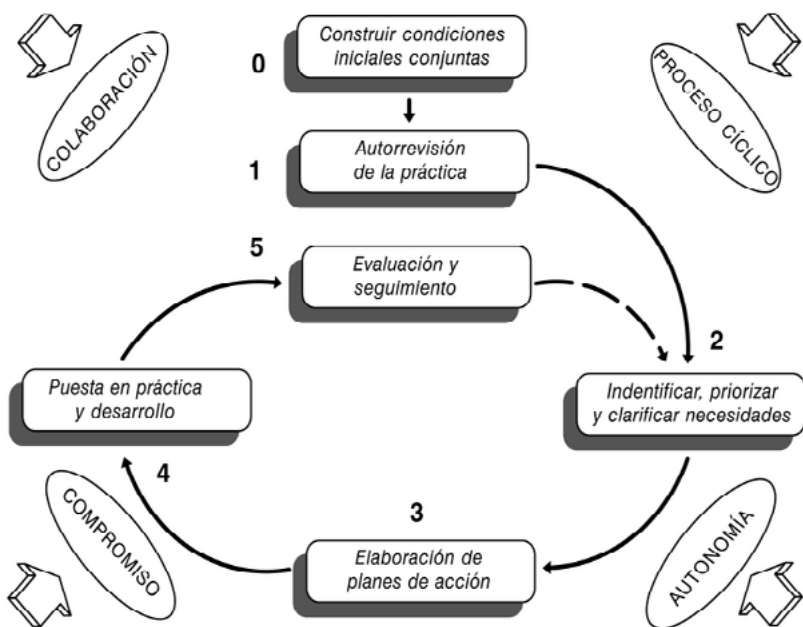 COLABORACIÓN
PROCESO CÍCLICO
0
Construir condiciones
iniciales conjuntas
1
Autorrevisión
de la práctica
5
Evaluación y
seguimiento
2
Indentificar, priorizar
y clarificar necesidades
Puesta en práctica
y desarrollo
4
3
Elaboración de
planes de acción
COMPROMISO
AUTONOMÍA